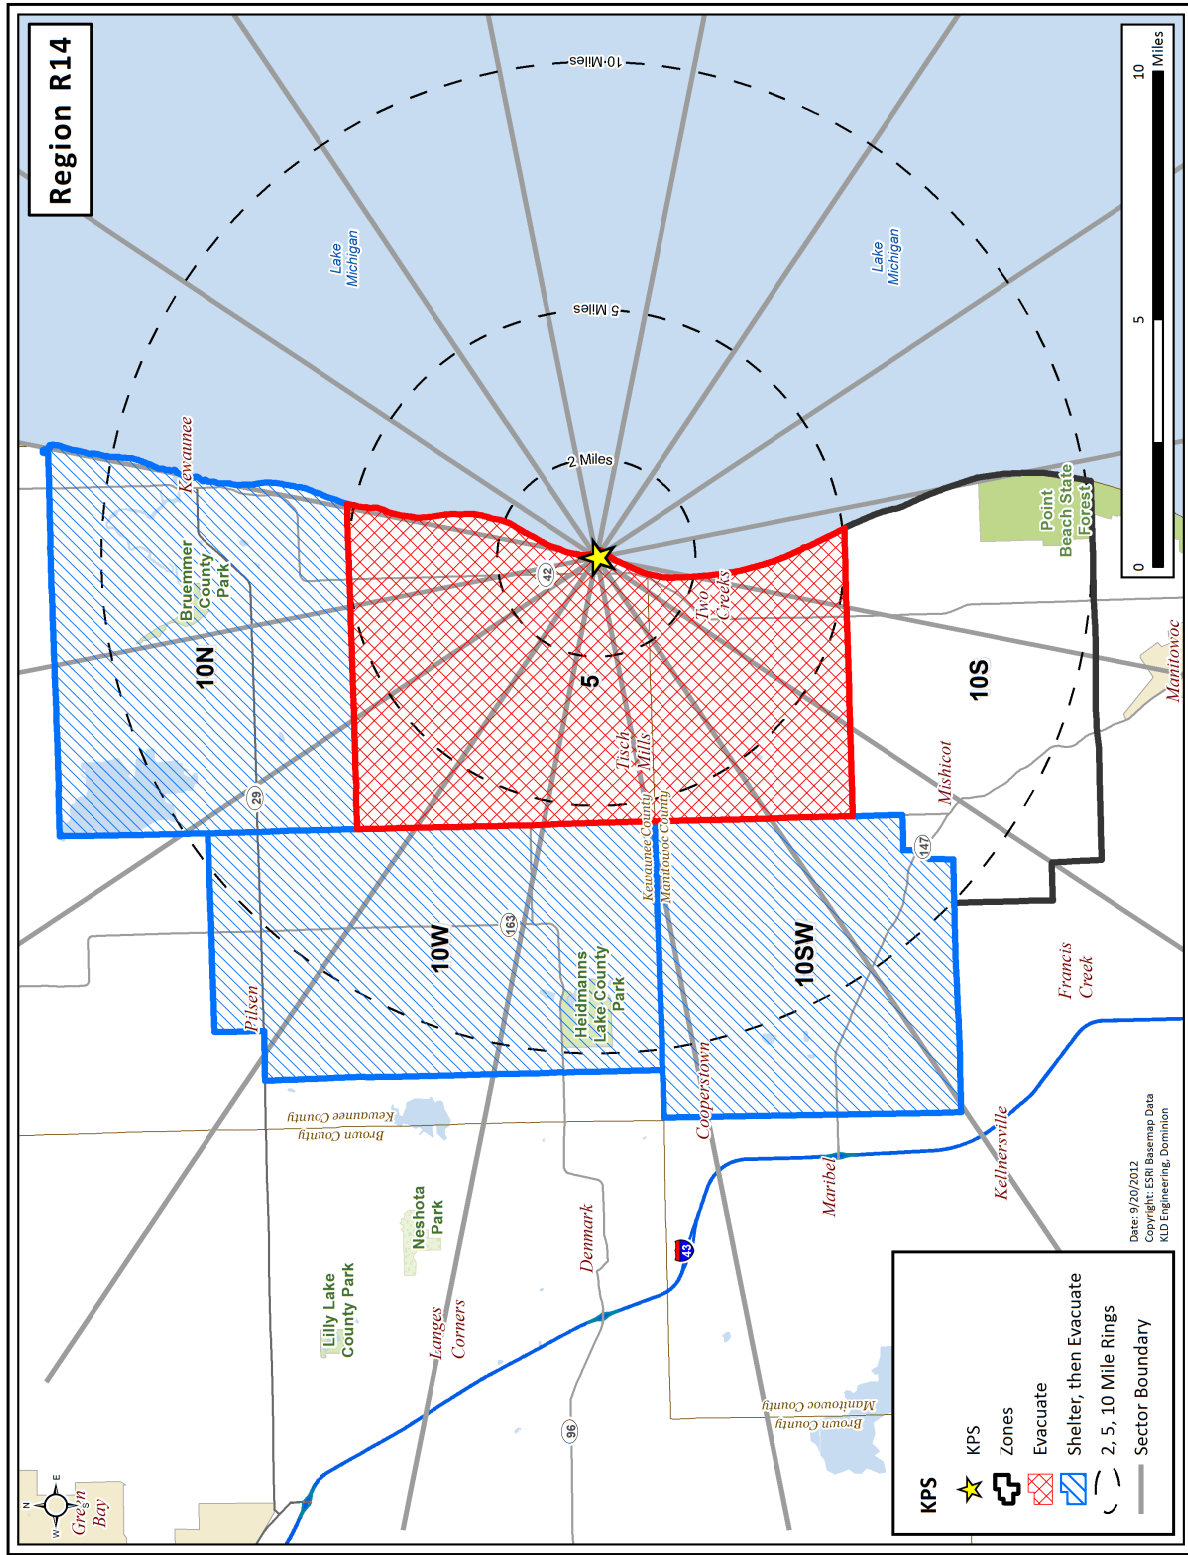 Region R14
10 Miles
5 Miles
2 Miles
Lake
Michigan
Lake
Michigan
Kewaunee
Bruemmer
County
Park
10N
29
42
5
Two
Creeks
Tisch
Mills
Kewaunee County
Manitowoc County
10S
Point
Beach State
Forest
Manitowoc
Mishicot
147
10W
163
Pilsen
Heidmanns
Lake County
Park
10SW
Francis
Creek
Cooperstown
Kewaunee County
Brown County
Maribel
Kellnersville
Neshota
Park
Lilly Lake
County Park
Denmark
43
Langes
Corners
96
Manitowoc County
Brown County
Green
Bay
N
E
S
W
0
5
10
Miles
Date: 9/20/2012
Copyright: ESRI Basemap Data
KLD Engineering, Dominion
KPS
KPS
Zones
Evacuate
Shelter, then Evacuate
2, 5, 10 Mile Rings
Sector Boundary